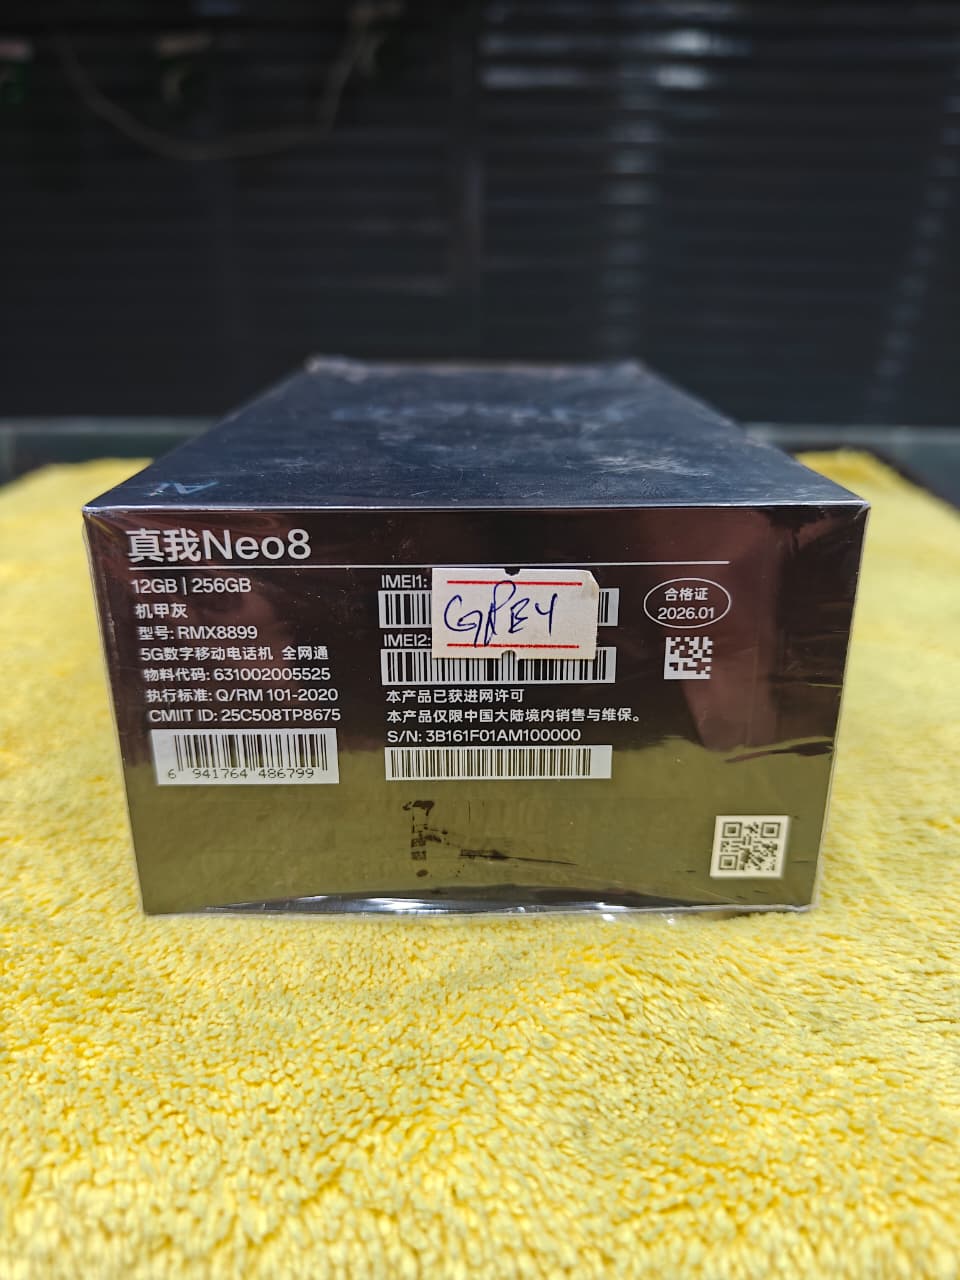 Ai
真我Neo8
12GB | 256GB
机甲灰
型号: RMX8899
5G数字移动电话机 全网通
物料代码: 631002005525
执行标准: Q/RM 101-2020
CMIIT ID: 25C508TP8675
6 941764 486799
IMEI1:
GREY
IMEI2:
本产品已获进网许可
本产品仅限中国大陆境内销售与维保。
S/N: 3B161F01AM100000
合格证
2026.01